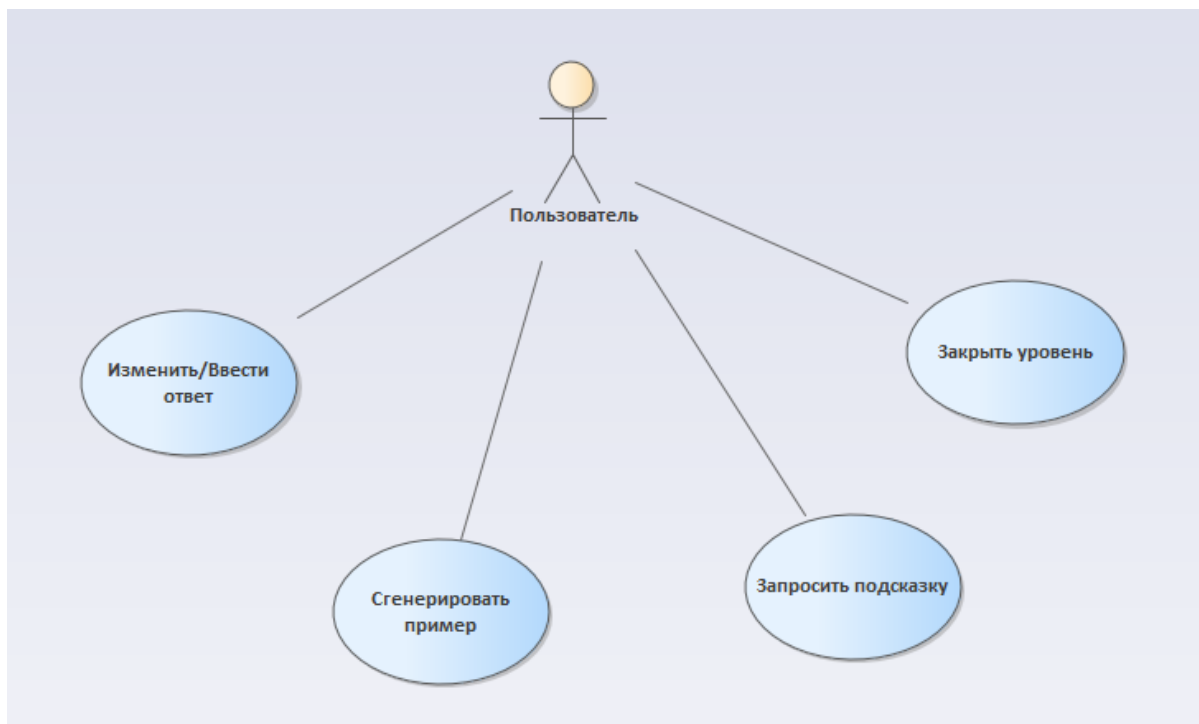 Пользователь
Изменить/Ввести
ответ
Закрыть уровень
Сгенерировать
пример
Запросить подсказку